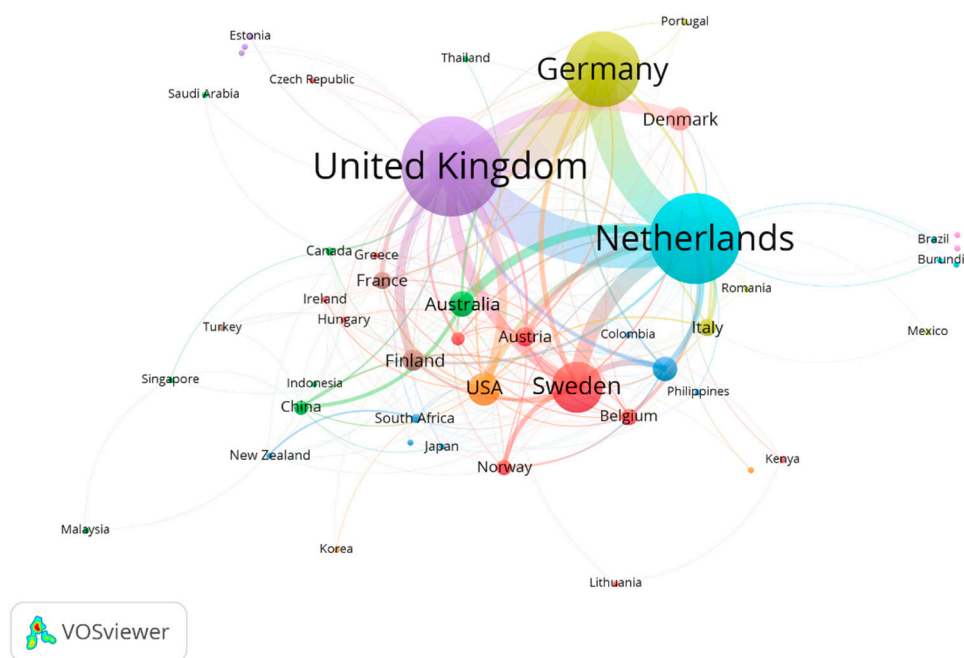 Portugal
Estonia
Thailand
Germany
Czech Republic
Saudi Arabia
Denmark
United Kingdom
Netherlands
Brazil
Canada
Greece
Burundi
France
Romania
Ireland
Australia
Hungary
Turkey
Italy
Mexico
Colombia
Austria
Finland
Singapore
Indonesia
USA
Sweden
Philippines
China
South Africa
Belgium
Japan
New Zealand
Norway
Kenya
Malaysia
Korea
Lithuania
VOSviewer